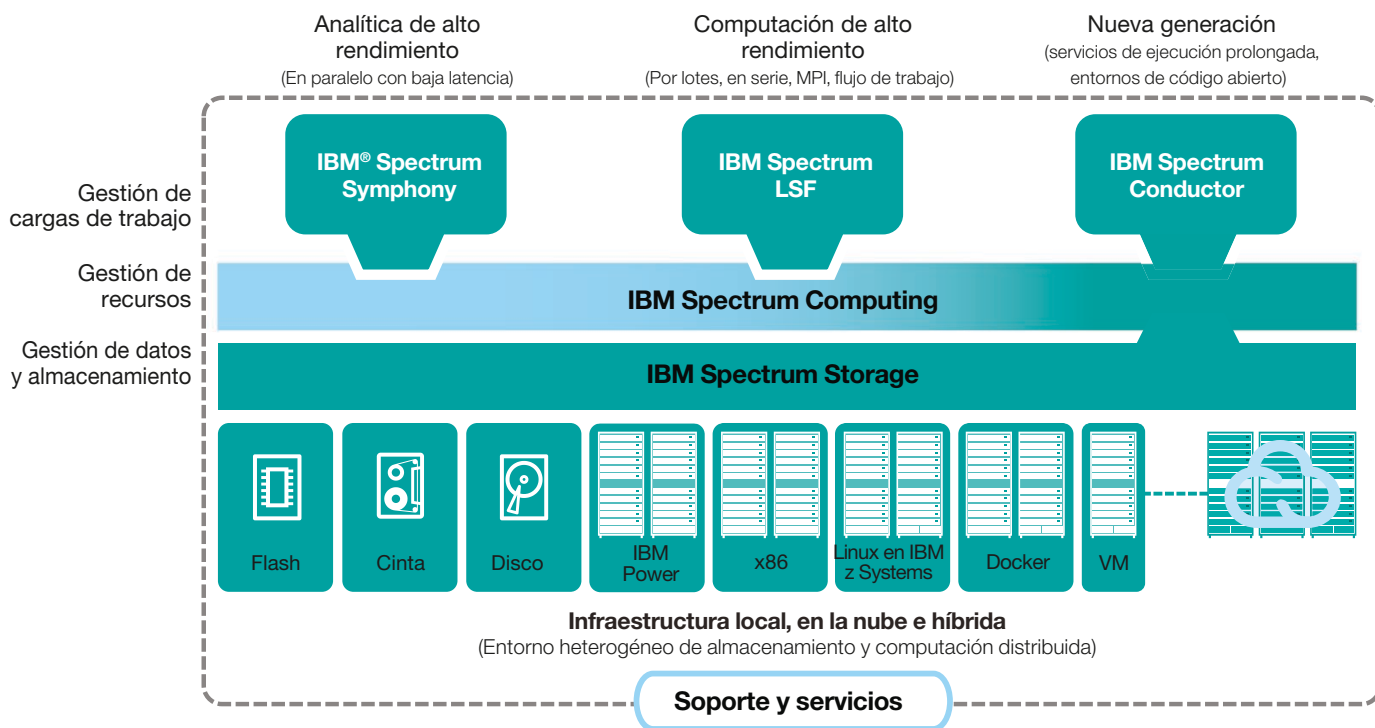 Analítica de alto
rendimiento
(En paralelo con baja latencia)
Computación de alto
rendimiento
(Por lotes, en serie, MPI, flujo de trabajo)
Nueva generación
(servicios de ejecución prolongada,
entornos de código abierto)
Gestión de
cargas de trabajo
IBM® Spectrum
Symphony
IBM Spectrum
LSF
IBM Spectrum
Conductor
Gestión de
recursos
IBM Spectrum Computing
Gestión de datos
y almacenamiento
IBM Spectrum Storage
Flash
Cinta
Disco
IBM
Power
x86
Linux en IBM
z Systems
Docker
VM
Infraestructura local, en la nube e híbrida
(Entorno heterogéneo de almacenamiento y computación distribuida)
Soporte y servicios